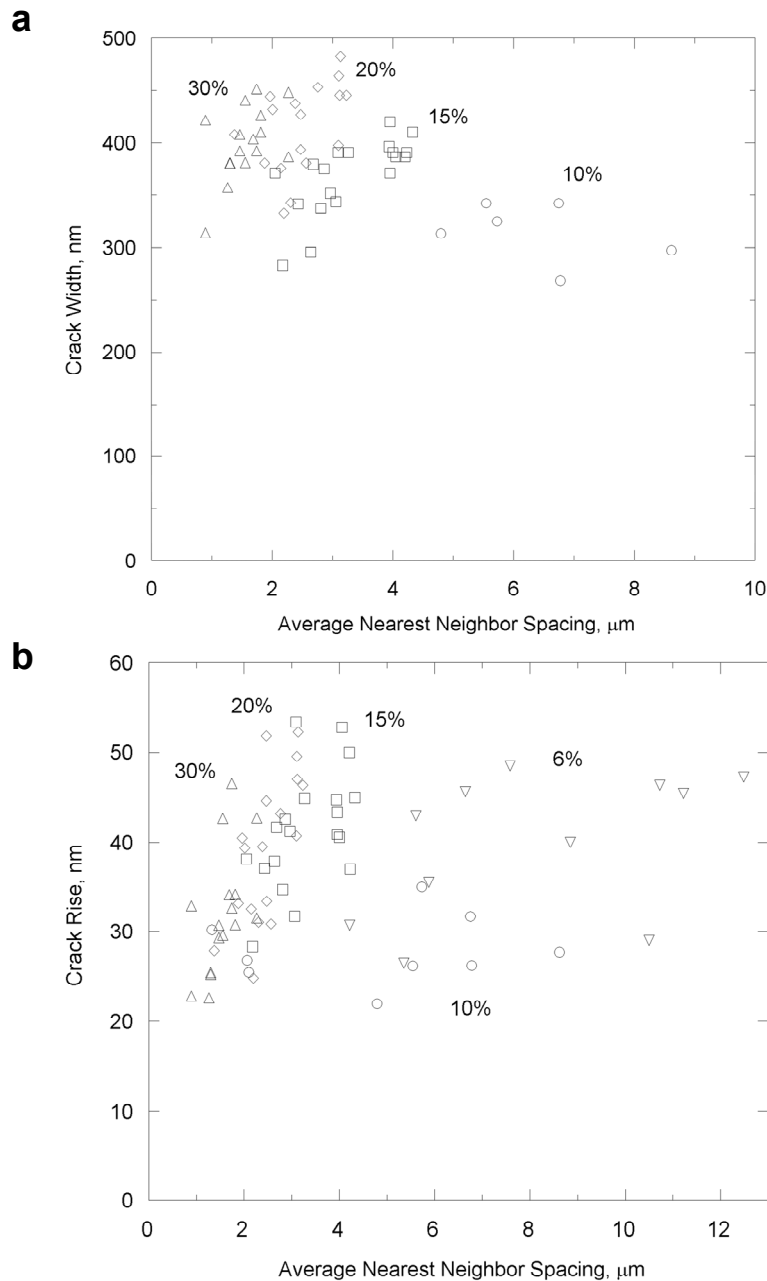 a
500
20%
30%
400
15%
10%
300
200
100
0
0 2 4 6 8 10
Crack Width, nm
Average Nearest Neighbor Spacing, μm
b
60
20%
15%
50
6%
30%
40
30
20
10%
10
0
0 2 4 6 8 10 12
Crack Rise, nm
Average Nearest Neighbor Spacing, μm